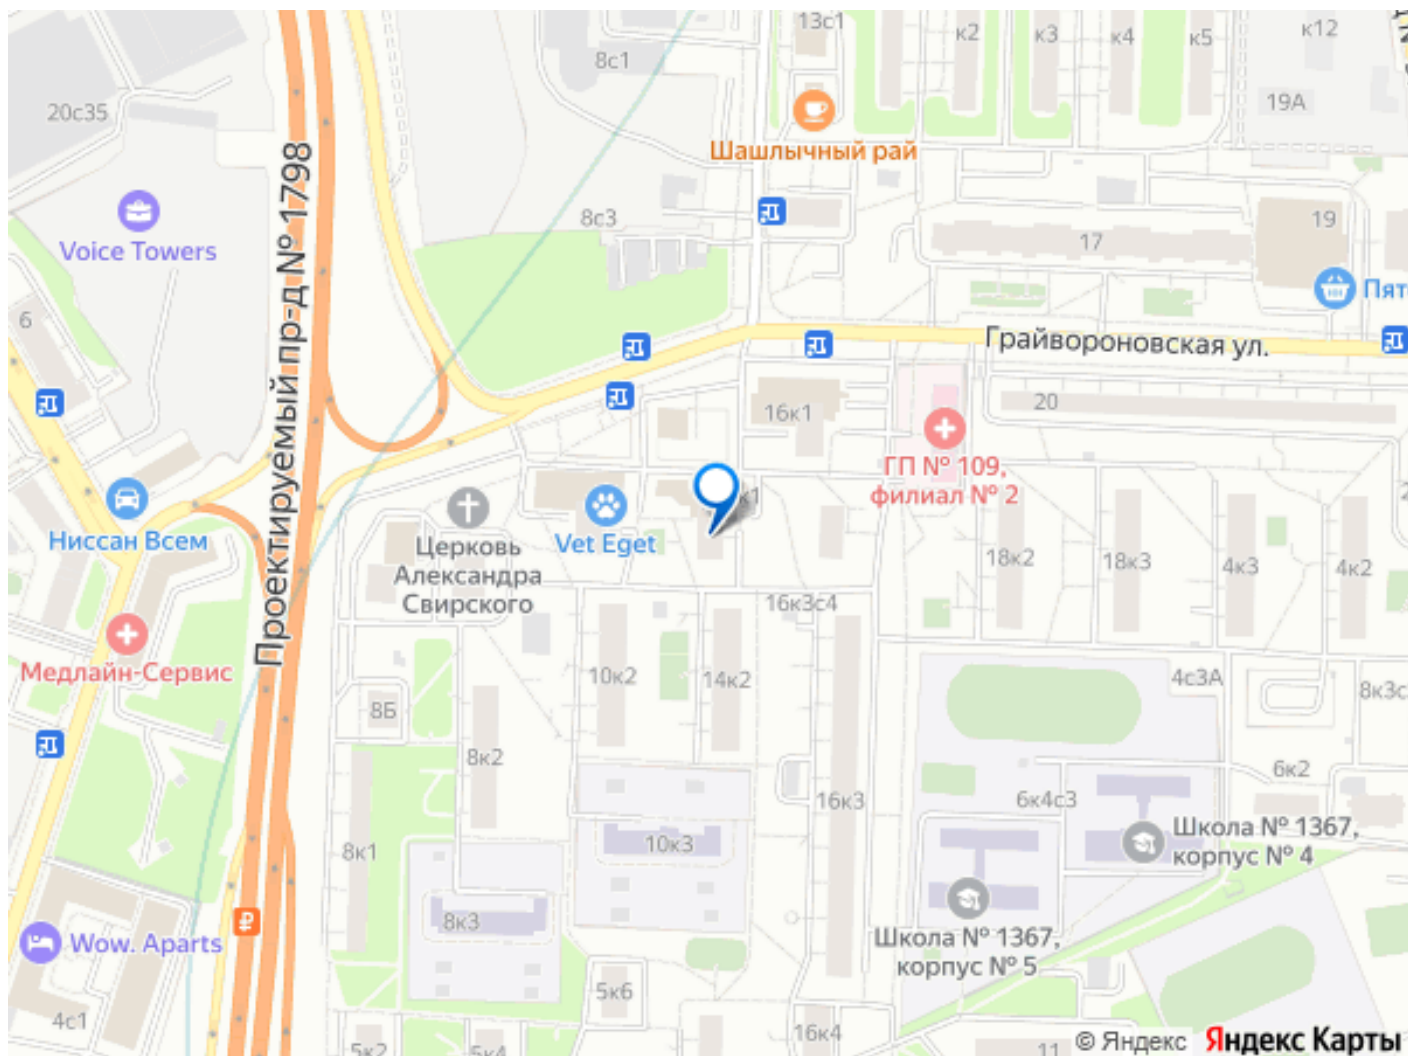 13с1
к2
к3
к4
к5
к12
8с1
20с35
19А
Шашлычный рай
8с3
19
17
Voice Towers
Проектируемый пр-д № 1798
6
Грайвороновская ул.
16к1
20
ГП № 109,
филиал № 2
к1
Ниссан Всем
Vet Eget
Церковь
Александра
Свирского
18к2
18к3
4к3
4к2
16к3с4
Медлайн-Сервис
10к2
14к2
4с3А
8Б
8к2
6к2
6к4с3
16к3
Школа № 1367,
корпус № 4
10к3
8к1
8к3
Школа № 1367,
корпус № 5
Wow. Aparts
5к6
4с1
16к4
5к2
5к4
11
© Яндекс Яндекс Карты